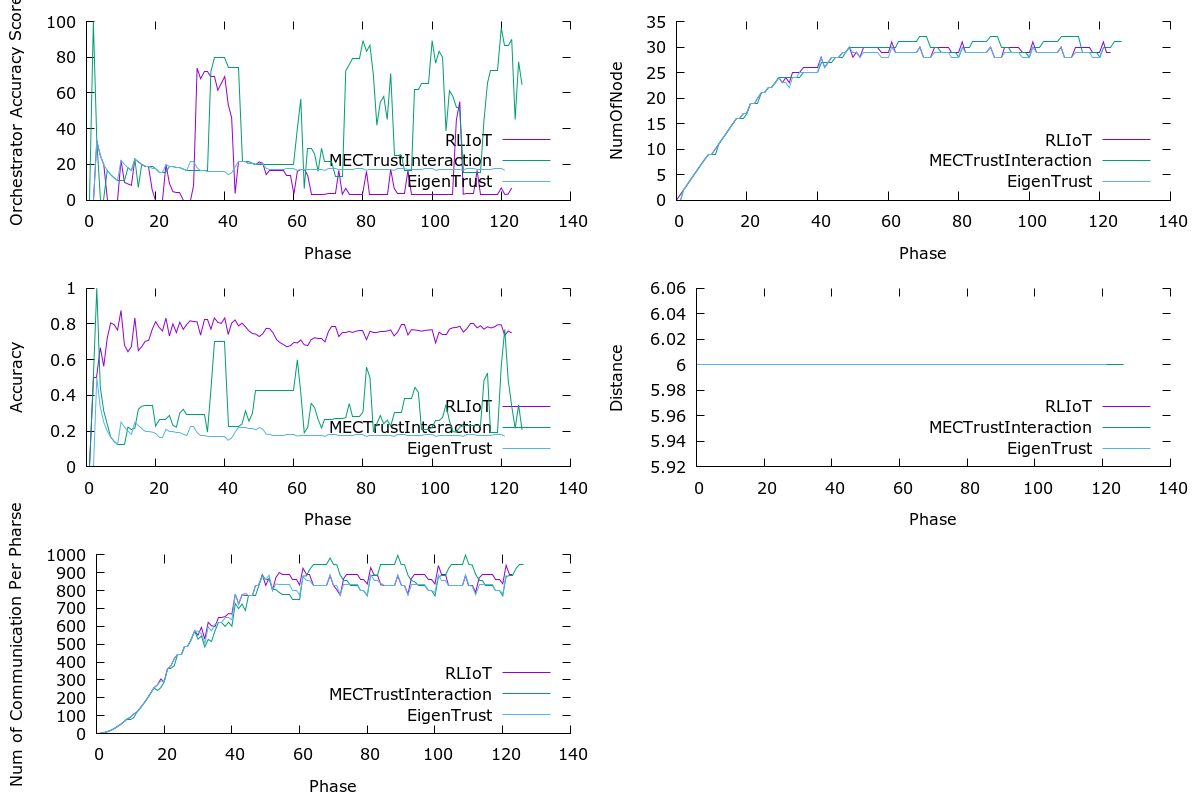 Orchestrator Accuracy Score
100
80
60
40
20
0
RLIoT
MECTrustInteraction
EigenTrust
0 20 40 60 80 100 120 140
Phase
NumOfNode
35
30
25
20
15
10
5
0
RLIoT
MECTrustInteraction
EigenTrust
0 20 40 60 80 100 120 140
Phase
Accuracy
1
0.8
0.6
0.4
0.2
0
RLIoT
MECTrustInteraction
EigenTrust
0 20 40 60 80 100 120 140
Phase
Distance
6.06
6.04
6.02
6
5.98
5.96
5.94
5.92
RLIoT
MECTrustInteraction
EigenTrust
0 20 40 60 80 100 120 140
Phase
Num of Communication Per Pharse
1000
900
800
700
600
500
400
300
200
100
0
RLIoT
MECTrustInteraction
EigenTrust
0 20 40 60 80 100 120 140
Phase